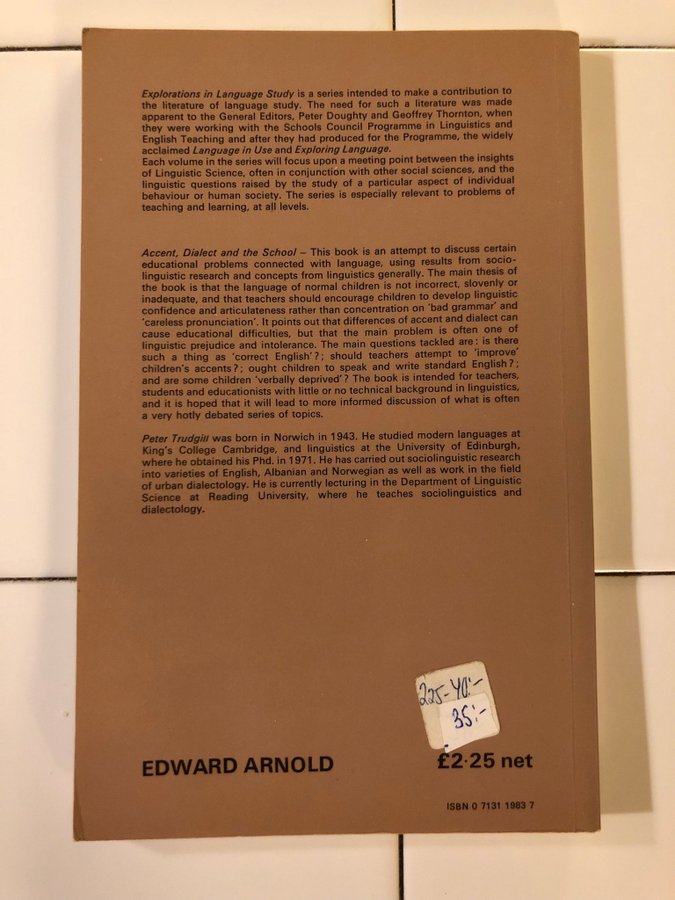 Explorations in Language Study is a series intended to make a contribution to
the literature of language study. The need for such a literature was made
apparent to the General Editors, Peter Doughty and Geoffrey Thornton, when
they were working with the Schools Council Programme in Linguistics and
English Teaching and after they had produced for the Programme, the widely
acclaimed Language in Use and Exploring Language.
Each volume in the series will focus upon a meeting point between the insights
of Linguistic Science, often in conjunction with other social sciences, and the
linguistic questions raised by the study of a particular aspect of individual
behaviour or human society. The series is especially relevant to problems of
teaching and learning, at all levels.
Accent, Dialect and the School – This book is an attempt to discuss certain
educational problems connected with language, using results from socio-
linguistic research and concepts from linguistics generally. The main thesis of
the book is that the language of normal children is not incorrect, slovenly or
inadequate, and that teachers should encourage children to develop linguistic
confidence and articulateness rather than concentration on ‘bad grammar’ and
‘careless pronunciation’. It points out that differences of accent and dialect can
cause educational difficulties, but that the main problem is often one of
linguistic prejudice and intolerance. The main questions tackled are: is there
such a thing as ‘correct English’?; should teachers attempt to ‘improve’
children’s accents?; ought children to speak and write standard English?;
and are some children ‘verbally deprived’? The book is intended for teachers,
students and educationists with little or no technical background in linguistics,
and it is hoped that it will lead to more informed discussion of what is often
a very hotly debated series of topics.
Peter Trudgill was born in Norwich in 1943. He studied modern languages at
King's College Cambridge, and linguistics at the University of Edinburgh,
where he obtained his Phd. in 1971. He has carried out sociolinguistic research
into varieties of English, Albanian and Norwegian as well as work in the field
of urban dialectology. He is currently lecturing in the Department of Linguistic
Science at Reading University, where he teaches sociolinguistics and
dialectology.
225-40:-
35:-
EDWARD ARNOLD
£2·25 net
ISBN 0 7131 1983 7